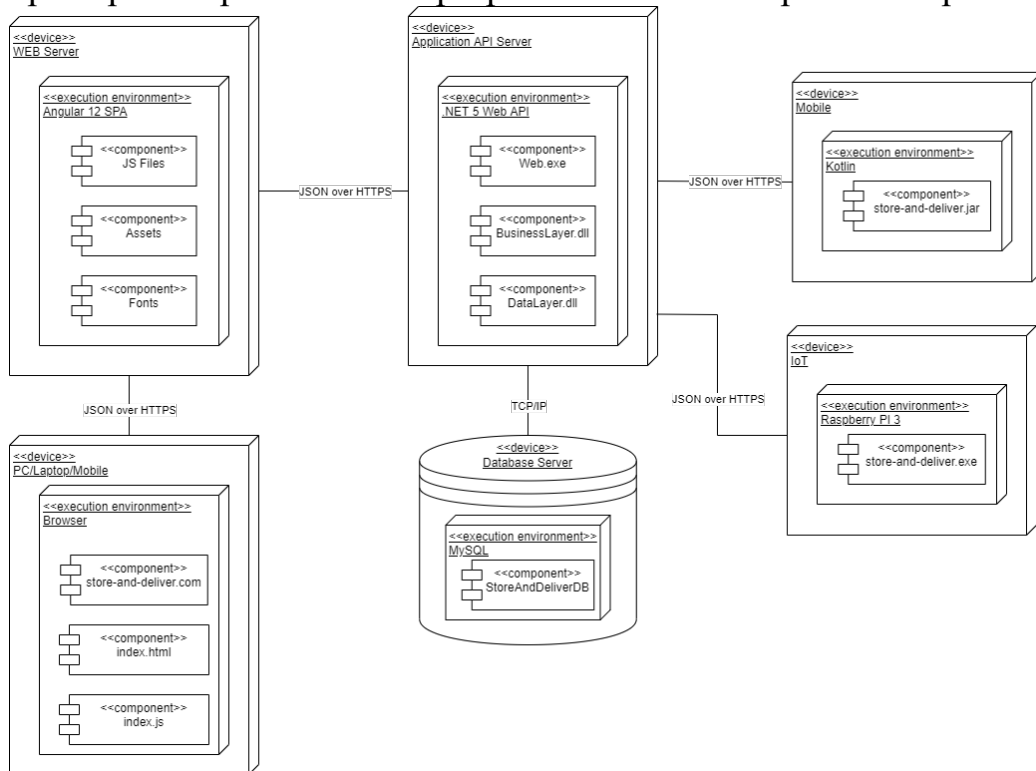 <<device>>
WEB Server
<<execution environment>>
Angular 12 SPA
<<component>>
JS Files
<<component>>
Assets
<<component>>
Fonts
JSON over HTTPS
<<device>>
Application API Server
<<execution environment>>
.NET 5 Web API
<<component>>
Web.exe
<<component>>
BusinessLayer.dll
<<component>>
DataLayer.dll
JSON over HTTPS
<<device>>
Mobile
<<execution environment>>
Kotlin
<<component>>
store-and-deliver.jar
JSON over HTTPS
<<device>>
IoT
<<execution environment>>
Raspberry PI 3
<<component>>
store-and-deliver.exe
JSON over HTTPS
<<device>>
PC/Laptop/Mobile
<<execution environment>>
Browser
<<component>>
store-and-deliver.com
<<component>>
index.html
<<component>>
index.js
TCP/IP
<<device>>
Database Server
<<execution environment>>
MySQL
<<component>>
StoreAndDeliverDB